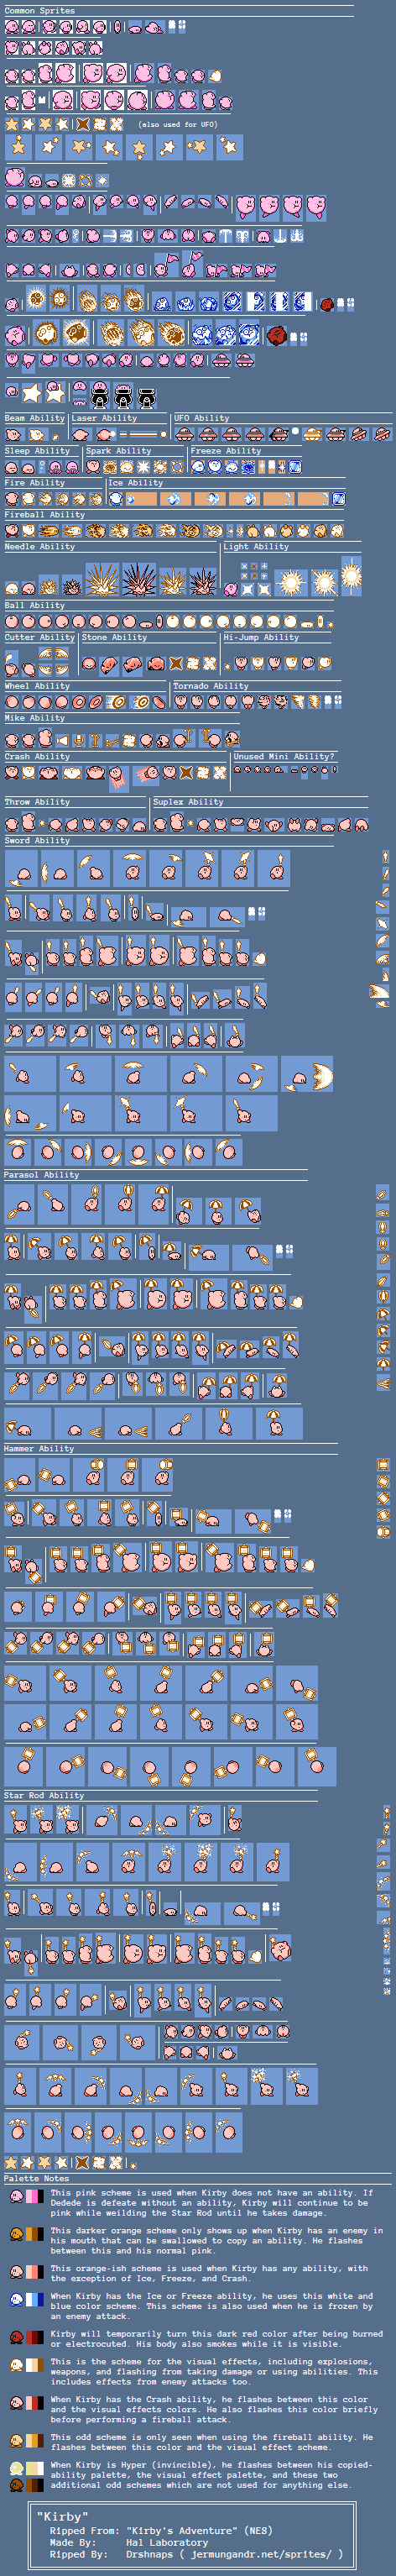 Common Sprites
(also used for UFO)
Beam Ability
Laser Ability
UFO Ability
Sleep Ability
Spark Ability
Freeze Ability
Fire Ability
Ice Ability
Fireball Ability
Needle Ability
Light Ability
Ball Ability
Cutter Ability
Stone Ability
Hi-Jump Ability
Wheel Ability
Tornado Ability
Mike Ability
Crash Ability
Unused Mini Ability?
Throw Ability
Suplex Ability
Sword Ability
Parasol Ability
Hammer Ability
Star Rod Ability
Palette Notes
This pink scheme is used when Kirby does not have an ability. If
Dedede is defeate without an ability, Kirby will continue to be
pink while weilding the Star Rod until he takes damage.
This darker orange scheme only shows up when Kirby has an enemy in
his mouth that can be swallowed to copy an ability. He flashes
between this and his normal pink.
This orange-ish scheme is used when Kirby has any ability, with
the exception of Ice, Freeze, and Crash.
When Kirby has the Ice or Freeze ability, he uses this white and
blue color scheme. This scheme is also used when he is frozen by
an enemy attack.
Kirby will temporarily turn this dark red color after being burned
or electrocuted. His body also smokes while it is visible.
This is the scheme for the visual effects, including explosions,
weapons, and flashing from taking damage or using abilities. This
includes effects from enemy attacks too.
When Kirby has the Crash ability, he flashes between this color
and the visual effects colors. He also flashes this color briefly
before performing a fireball attack.
This odd scheme is only seen when using the fireball ability. He
flashes between this color and the visual effect scheme.
When Kirby is Hyper (invincible), he flashes between his copied-
ability palette, the visual effect palette, and these two
additional odd schemes which are not used for anything else.
"Kirby"
Ripped From: "Kirby's Adventure" (NES)
Made By: Hal Laboratory
Ripped By: Drshnaps ( jermungandr.net/sprites/ )